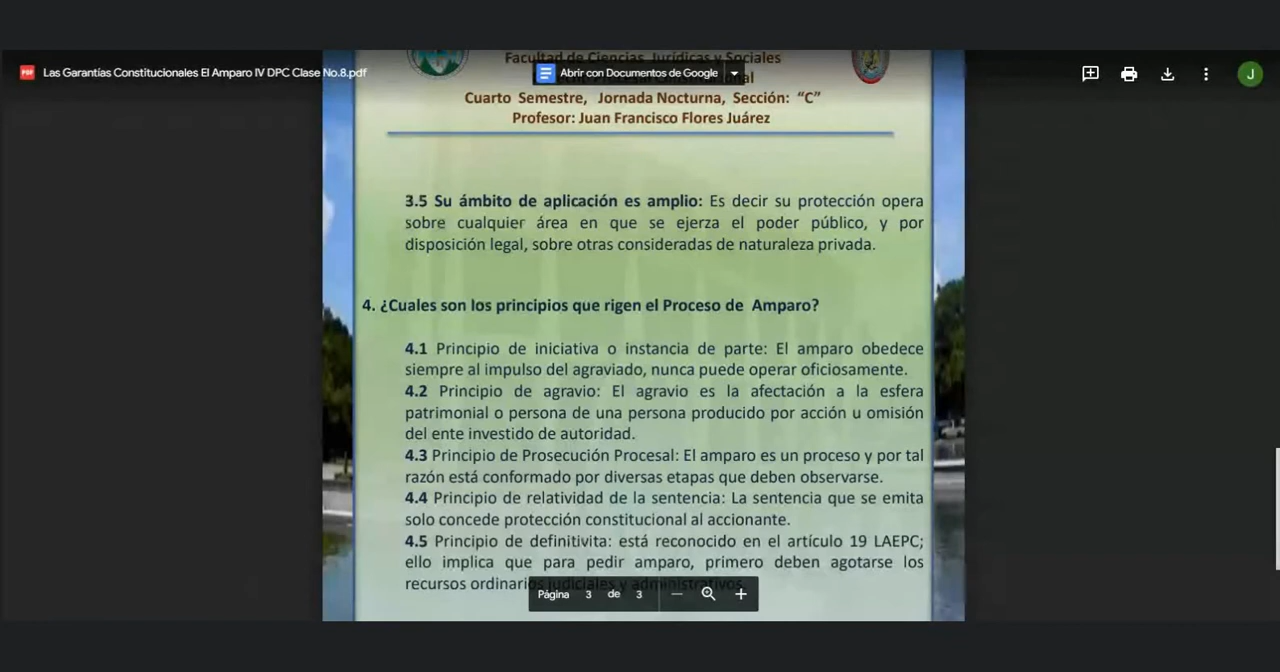 Facultad de Ciencias Jurídicas y Sociales
Las Garantías Constitucionales El Amparo IV DPC Clase No.8.pdf
Abrir con Documentos de Google
J
Cuarto Semestre, Jornada Nocturna, Sección: “C”
Profesor: Juan Francisco Flores Juárez
3.5 Su ámbito de aplicación es amplio: Es decir su protección opera
sobre cualquier área en que se ejerza el poder público, y por
disposición legal, sobre otras consideradas de naturaleza privada.
4. ¿Cuales son los principios que rigen el Proceso de Amparo?
4.1 Principio de iniciativa o instancia de parte: El amparo obedece
siempre al impulso del agraviado, nunca puede operar oficiosamente.
4.2 Principio de agravio: El agravio es la afectación a la esfera
patrimonial o persona de una persona producido por acción u omisión
del ente investido de autoridad.
4.3 Principio de Prosecución Procesal: El amparo es un proceso y por tal
razón está conformado por diversas etapas que deben observarse.
4.4 Principio de relatividad de la sentencia: La sentencia que se emita
solo concede protección constitucional al accionante.
4.5 Principio de definitivita: está reconocido en el artículo 19 LAEPC;
ello implica que para pedir amparo, primero deben agotarse los
recursos ordinarios judiciales y administrativos.
Página 3 de 3